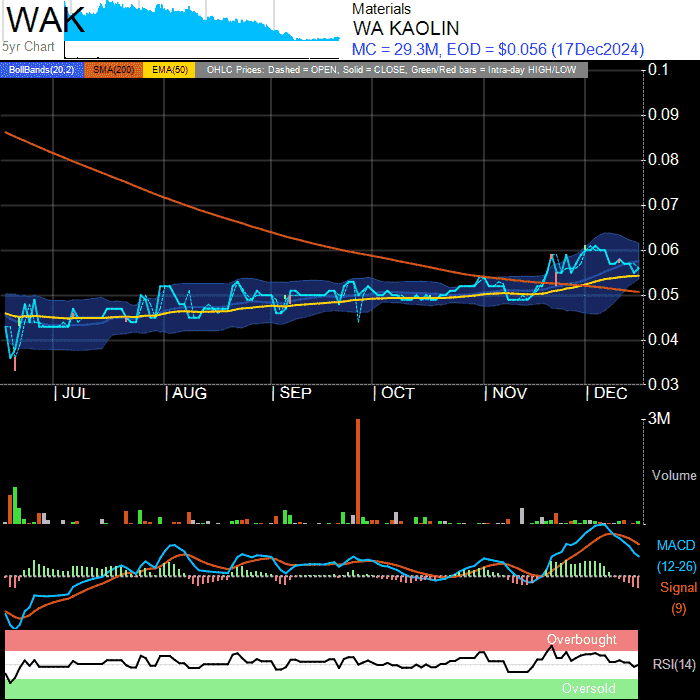 WAK
5yr Chart
Materials
WA KAOLIN
MC = 29.3M, EOD = $0.056 (17Dec2024)
BollBands(20,2) SMA(200) EMA(50) OHLC Prices: Dashed = OPEN, Solid = CLOSE, Green/Red bars = Intra-day HIGH/LOW
0.1
0.09
0.08
0.07
0.06
0.05
0.04
0.03
JUL AUG SEP OCT NOV DEC
3M
Volume
MACD
(12-26)
Signal
(9)
Overbought
RSI(14)
Oversold